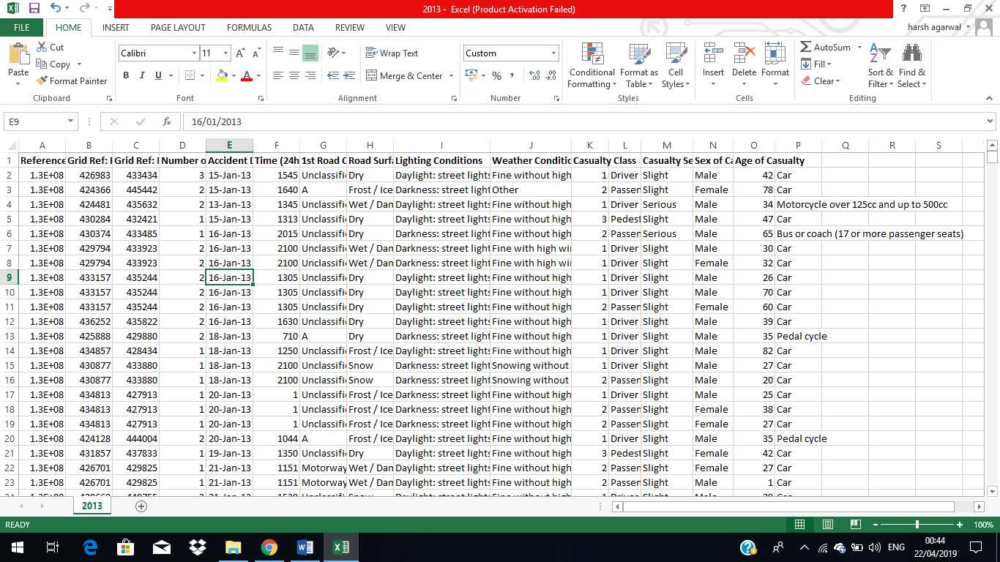 2013 - Excel (Product Activation Failed)
FILE HOME INSERT PAGE LAYOUT FORMULAS DATA REVIEW VIEW harsh agarwal
Paste Cut Copy Format Painter Clipboard
Calibri 11 B I U A Font
Wrap Text Merge & Center Alignment
Custom % Number
Conditional Formatting Format as Table Cell Styles Styles
Insert Delete Format Cells
AutoSum Fill Clear Sort & Filter Find & Select Editing
E9 fx 16/01/2013
A B C D E F G H I J K L M N O P Q R S
1 Reference Grid Ref: Grid Ref: Number o Accident Time (24h 1st Road Road Surf Lighting Conditions Weather Conditio Casualty Class Casualty Se Sex of Ca Age of Casualty
2 1.3E+08 426983 433434 3 15-Jan-13 1545 Unclassifi Dry Daylight: street lights Fine without high 1 Driver Slight Male 42 Car
3 1.3E+08 424366 445442 2 15-Jan-13 1640 A Frost / Ice Darkness: street light Other 2 Passen Slight Female 78 Car
4 1.3E+08 424481 435632 2 13-Jan-13 1345 Unclassifi Wet / Dam Daylight: street lights Fine without high 1 Driver Serious Male 34 Motorcycle over 125cc and up to 500cc
5 1.3E+08 430284 432421 1 15-Jan-13 1313 Unclassifi Dry Daylight: street lights Fine without high 3 Pedest Slight Male 47 Car
6 1.3E+08 430374 433485 1 16-Jan-13 2015 Unclassifi Dry Darkness: street light Fine without high 2 Passen Serious Male 65 Bus or coach (17 or more passenger seats)
7 1.3E+08 429794 433923 2 16-Jan-13 2100 Unclassifi Wet / Dam Darkness: street light Fine with high wi 1 Driver Slight Male 30 Car
8 1.3E+08 429794 433923 2 16-Jan-13 2100 Unclassifi Wet / Dam Darkness: street light Fine with high wi 1 Driver Slight Female 32 Car
9 1.3E+08 433157 435244 2 16-Jan-13 1305 Unclassifi Dry Daylight: street lights Fine without high 1 Driver Slight Male 26 Car
10 1.3E+08 433157 435244 2 16-Jan-13 1305 Unclassifi Dry Daylight: street lights Fine without high 1 Driver Slight Male 70 Car
11 1.3E+08 433157 435244 2 16-Jan-13 1305 Unclassifi Dry Daylight: street lights Fine without high 2 Passen Slight Female 60 Car
12 1.3E+08 436252 435822 2 16-Jan-13 1630 Unclassifi Dry Daylight: street lights Fine without high 1 Driver Slight Male 39 Car
13 1.3E+08 425888 429880 2 18-Jan-13 710 A Dry Darkness: street light Fine without high 1 Driver Slight Male 35 Pedal cycle
14 1.3E+08 434857 428434 1 18-Jan-13 1250 Unclassifi Frost / Ice Daylight: street lights Fine without high 1 Driver Slight Male 82 Car
15 1.3E+08 430877 433880 1 18-Jan-13 2100 Unclassifi Snow Darkness: street light Snowing without 1 Driver Slight Male 27 Car
16 1.3E+08 430877 433880 1 18-Jan-13 2100 Unclassifi Snow Darkness: street light Snowing without 2 Passen Slight Male 20 Car
17 1.3E+08 434813 427913 1 20-Jan-13 1 Unclassifi Frost / Ice Darkness: street light Fine without high 1 Driver Slight Male 25 Car
18 1.3E+08 434813 427913 1 20-Jan-13 1 Unclassifi Frost / Ice Darkness: street light Fine without high 2 Passen Slight Female 38 Car
19 1.3E+08 434813 427913 1 20-Jan-13 1 Unclassifi Frost / Ice Darkness: street light Fine without high 2 Passen Slight Female 27 Car
20 1.3E+08 424128 444004 2 20-Jan-13 1044 A Frost / Ice Daylight: street lights Fine without high 1 Driver Slight Male 35 Pedal cycle
21 1.3E+08 431857 437833 1 19-Jan-13 1350 Unclassifi Dry Daylight: street lights Fine without high 3 Pedest Slight Female 42 Car
22 1.3E+08 426701 429825 1 21-Jan-13 1151 Motorway Wet / Dam Daylight: street lights Fine without high 2 Passen Slight Female 27 Car
23 1.3E+08 426701 429825 1 21-Jan-13 1151 Motorway Wet / Dam Daylight: street lights Fine without high 2 Passen Slight Male 1 Car
2013
READY 100%
ENG 00:44
22/04/2019